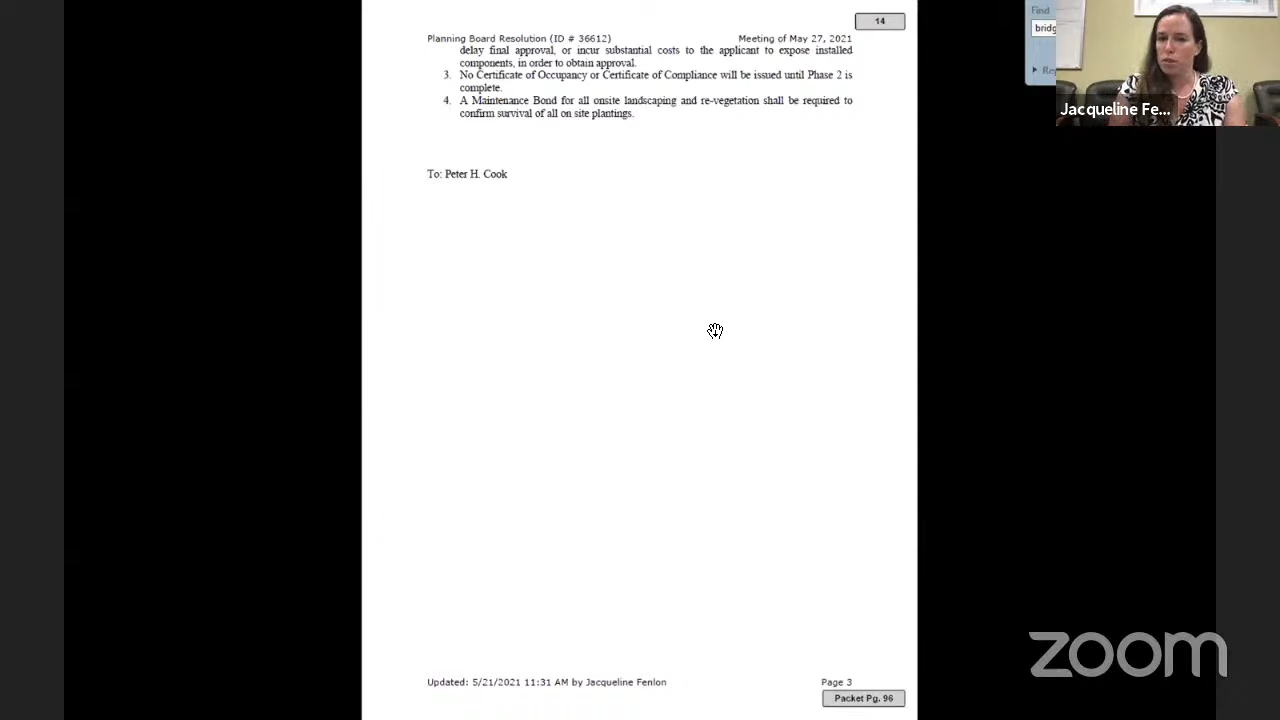 14
Planning Board Resolution (ID # 36612) Meeting of May 27, 2021
delay final approval, or incur substantial costs to the applicant to expose installed
components, in order to obtain approval.
3. No Certificate of Occupancy or Certificate of Compliance will be issued until Phase 2 is
complete.
4. A Maintenance Bond for all onsite landscaping and re-vegetation shall be required to
confirm survival of all on site plantings.
To: Peter H. Cook
Updated: 5/21/2021 11:31 AM by Jacqueline Fenlon Page 3
Packet Pg. 96
Find
bridg
Jacqueline Fe...
zoom